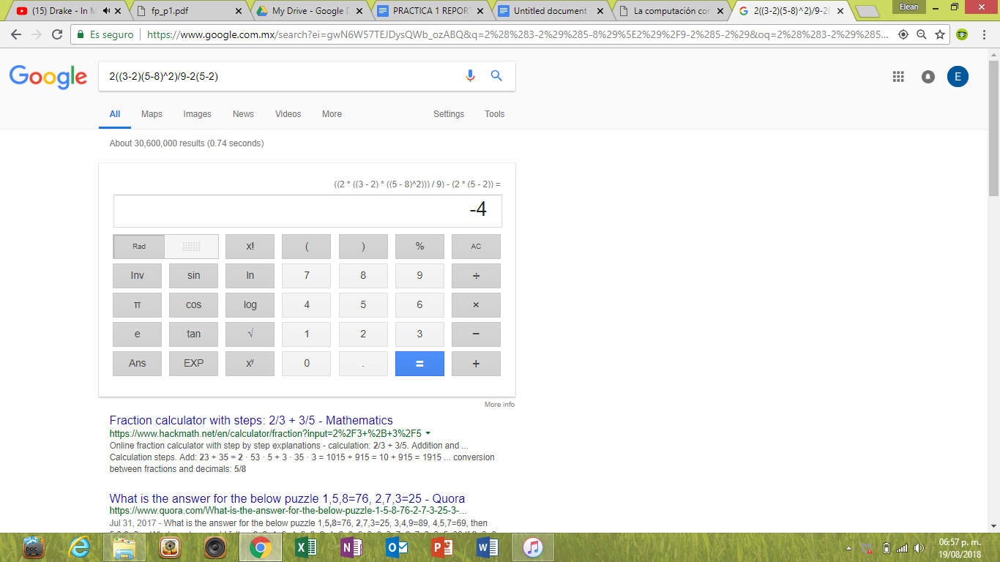 (15) Drake - In M
fp_p1.pdf
My Drive - Google D
PRACTICA 1 REPOR
Untitled document
La computación con
2((3-2)(5-8)^2)/9-2(
Elean
Es seguro
https://www.google.com.mx/search?ei=gwN6W57TEJDysQWb_ozABQ&q=2%28%283-2%29%285-8%29%5E2%29%2F9-2%285-2%29&oq=2%28%283-2%29%285...
Google
2((3-2)(5-8)^2)/9-2(5-2)
E
All Maps Images News Videos More Settings Tools
About 30,600,000 results (0.74 seconds)
((2 * ((3 - 2) * ((5 - 8)^2))) / 9) - (2 * (5 - 2)) =
-4
Rad x! ( ) % AC
Inv sin ln 7 8 9 ÷
π cos log 4 5 6 ×
e tan √ 1 2 3 −
Ans EXP xʸ 0 . = +
More info
Fraction calculator with steps: 2/3 + 3/5 - Mathematics
https://www.hackmath.net/en/calculator/fraction?input=2%2F3+%2B+3%2F5
Online fraction calculator with step by step explanations - calculation: 2/3 + 3/5. Addition and ...
Calculation steps. Add: 23 + 35 = 2 · 53 · 5 + 3 · 35 · 3 = 1015 + 915 = 10 + 915 = 1915 ... conversion
between fractions and decimals: 5/8
What is the answer for the below puzzle 1,5,8=76, 2,7,3=25 - Quora
https://www.quora.com/What-is-the-answer-for-the-below-puzzle-1-5-8-76-2-7-3-25-3-...
Jul 31, 2017 - What is the answer for the below puzzle 1,5,8=76, 2,7,3=25, 3,4,9=89, 4,5,7=69, then
DOC
06:57 p. m.
19/08/2018